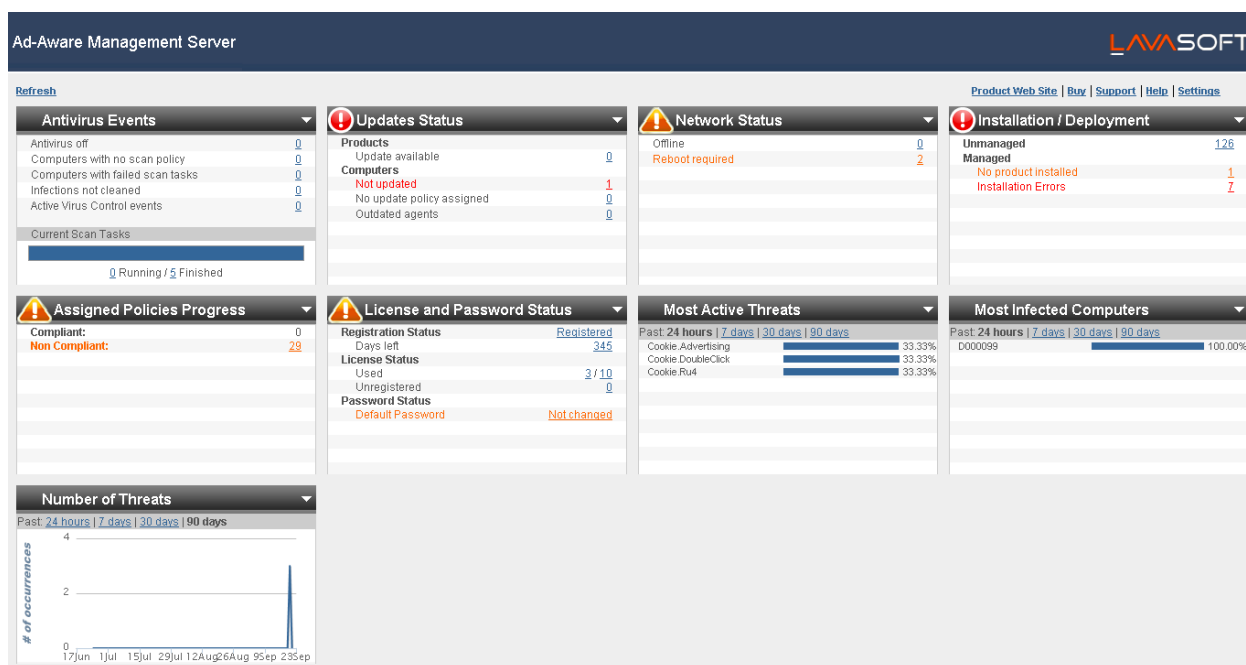 Ad-Aware Management Server
LAVASOFT
Refresh
Product Web Site | Buy | Support | Help | Settings
Antivirus Events
Antivirus off 0
Computers with no scan policy 0
Computers with failed scan tasks 0
Infections not cleaned 0
Active Virus Control events 0
Current Scan Tasks
0 Running / 5 Finished
Updates Status
Products
Update available 0
Computers
Not updated 1
No update policy assigned 0
Outdated agents 0
Network Status
Offline 0
Reboot required 2
Installation / Deployment
Unmanaged 126
Managed
No product installed 1
Installation Errors 7
Assigned Policies Progress
Compliant: 0
Non Compliant: 29
License and Password Status
Registration Status Registered
Days left 345
License Status
Used 3 / 10
Unregistered 0
Password Status
Default Password Not changed
Most Active Threats
Past: 24 hours | 7 days | 30 days | 90 days
Cookie.Advertising 33.33%
Cookie.DoubleClick 33.33%
Cookie.Ru4 33.33%
Most Infected Computers
Past: 24 hours | 7 days | 30 days | 90 days
D000099 100.00%
Number of Threats
Past: 24 hours | 7 days | 30 days | 90 days
# of occurrences
4
2
0
17Jun 1Jul 15Jul 29Jul 12Aug 26Aug 9Sep 23Sep